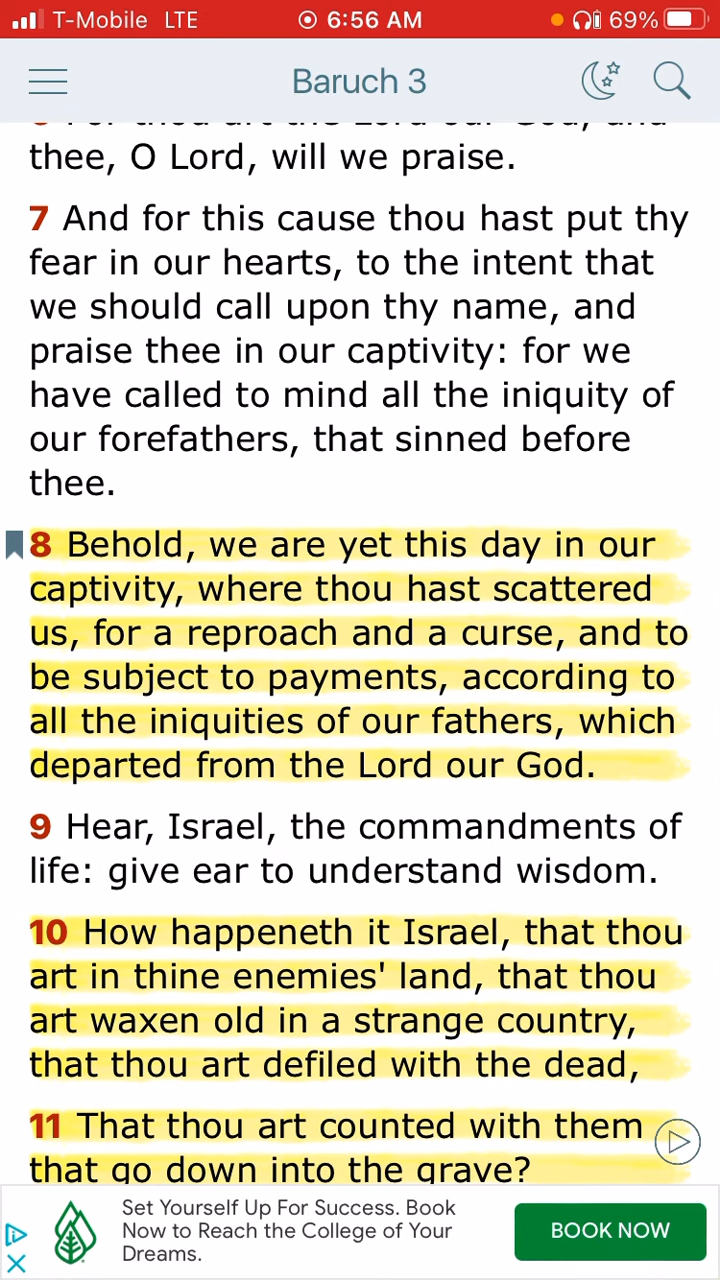 T-Mobile LTE 6:56 AM 69%
Baruch 3
thee, O Lord, will we praise.
7 And for this cause thou hast put thy
fear in our hearts, to the intent that
we should call upon thy name, and
praise thee in our captivity: for we
have called to mind all the iniquity of
our forefathers, that sinned before
thee.
8 Behold, we are yet this day in our
captivity, where thou hast scattered
us, for a reproach and a curse, and to
be subject to payments, according to
all the iniquities of our fathers, which
departed from the Lord our God.
9 Hear, Israel, the commandments of
life: give ear to understand wisdom.
10 How happeneth it Israel, that thou
art in thine enemies' land, that thou
art waxen old in a strange country,
that thou art defiled with the dead,
11 That thou art counted with them
that go down into the grave?
Set Yourself Up For Success. Book
Now to Reach the College of Your
Dreams.
BOOK NOW